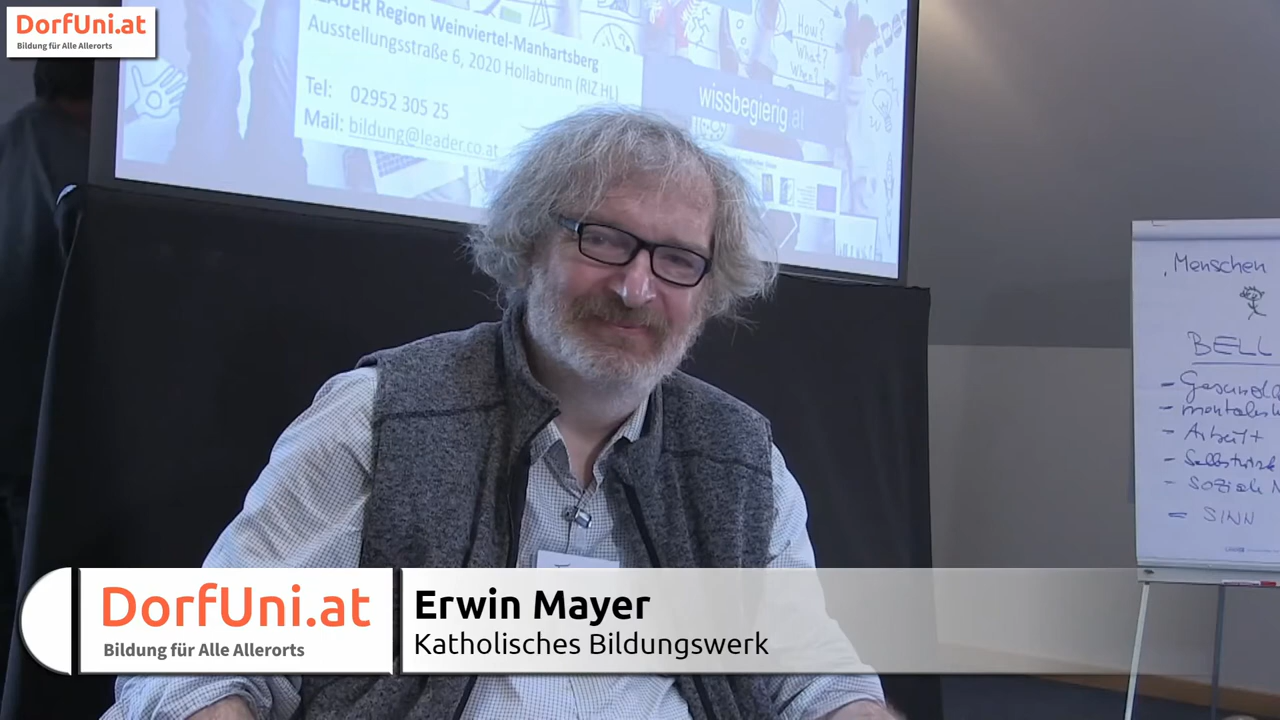 DorfUni.at
Bildung für Alle Allerorts
LEADER Region Weinviertel-Manhartsberg
Ausstellungsstraße 6, 2020 Hollabrunn (RIZ HL)
Tel: 02952 305 25
Mail: bildung@leader.co.at
How?
What?
When?
wissbegierig.at
Menschen
BELL
- Arbeit
- SINN
DorfUni.at
Bildung für Alle Allerorts
Erwin Mayer
Katholisches Bildungswerk